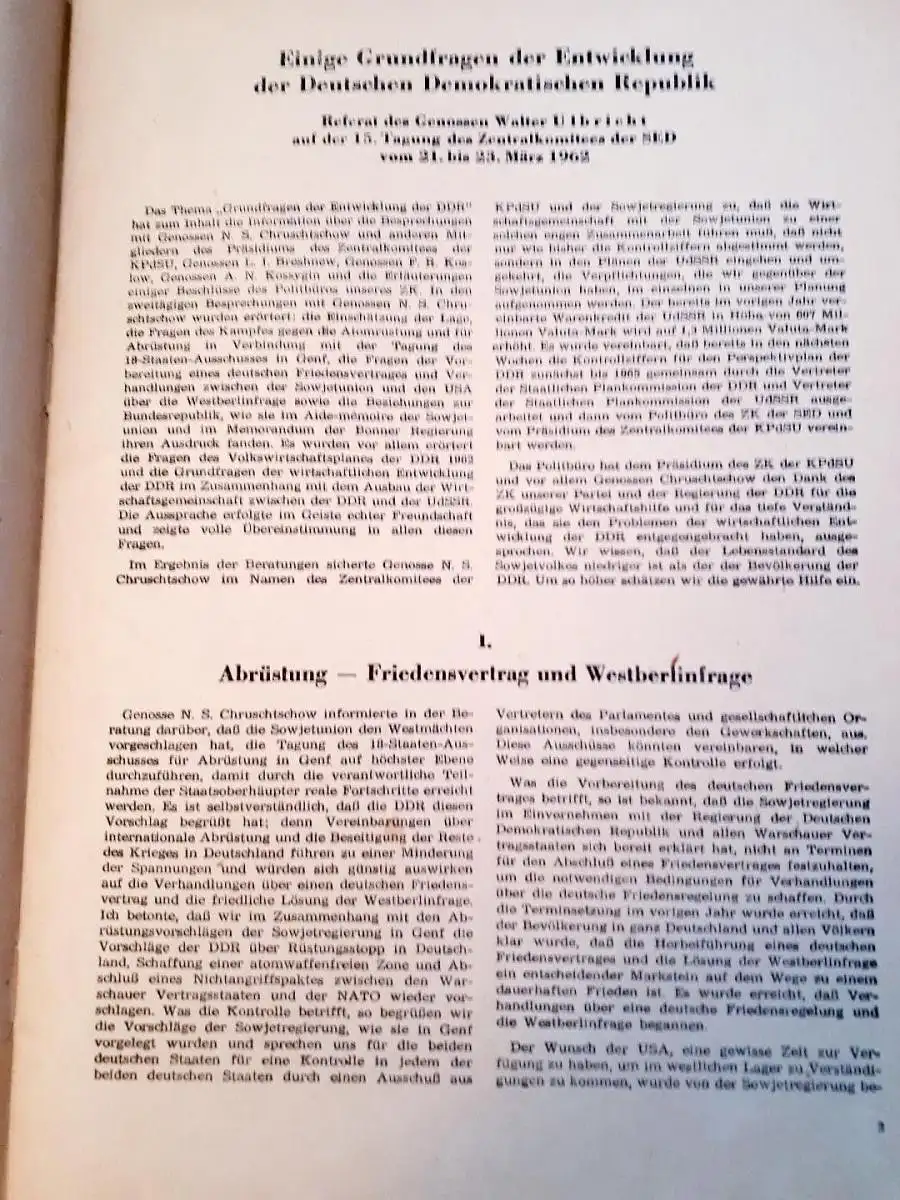 Einige Grundfragen der Entwicklung
der Deutschen Demokratischen Republik
Referat des Genossen Walter Ulbricht
auf der 15. Tagung des Zentralkomitees der SED
vom 21. bis 23. März 1962
Das Thema „Grundfragen der Entwicklung der DDR"
hat zum Inhalt die Information über die Besprechungen
mit Genossen N. S. Chruschtschow und anderen Mit-
gliedern des Präsidiums des Zentralkomitees der
KPdSU, Genossen L. I. Breshnew, Genossen F. R. Kos-
low, Genossen A. N. Kossygin und die Erläuterungen
einiger Beschlüsse des Politbüros unseres ZK. In den
zweitägigen Besprechungen mit Genossen N. S. Chru-
schtschow wurden erörtert: die Einschätzung der Lage,
die Fragen des Kampfes gegen die Atomrüstung und für
Abrüstung in Verbindung mit der Tagung des
18-Staaten-Ausschusses in Genf, die Fragen der Vor-
bereitung eines deutschen Friedensvertrages und Ver-
handlungen zwischen der Sowjetunion und den USA
über die Westberlinfrage sowie die Beziehungen zur
Bundesrepublik, wie sie im Aide-mémoire der Sowjet-
union und im Memorandum der Bonner Regierung
ihren Ausdruck fanden. Es wurden vor allem erörtert
die Fragen des Volkswirtschaftsplanes der DDR 1962
und die Grundfragen der wirtschaftlichen Entwicklung
der DDR im Zusammenhang mit dem Ausbau der Wirt-
schaftsgemeinschaft zwischen der DDR und der UdSSR.
Die Aussprache erfolgte im Geiste echter Freundschaft
und zeigte volle Übereinstimmung in allen diesen
Fragen.
Im Ergebnis der Beratungen sicherte Genosse N. S.
Chruschtschow im Namen des Zentralkomitees der
KPdSU und der Sowjetregierung zu, daß die Wirt-
schaftsgemeinschaft mit der Sowjetunion zu einer
solchen engen Zusammenarbeit führen muß, daß nicht
nur wie bisher die Kontrollziffern abgestimmt werden,
sondern in den Plänen der UdSSR eingehen und um-
gekehrt, die Verpflichtungen, die wir gegenüber der
Sowjetunion haben, im einzelnen in unserer Planung
aufgenommen werden. Der bereits im vorigen Jahr ver-
einbarte Warenkredit der UdSSR in Höhe von 607 Mil-
lionen Valuta-Mark wird auf 1,3 Millionen Valuta-Mark
erhöht. Es wurde vereinbart, daß bereits in den nächsten
Wochen die Kontrollziffern für den Perspektivplan der
DDR zunächst bis 1965 gemeinsam durch die Vertreter
der Staatlichen Plankommission der DDR und Vertreter
der Staatlichen Plankommission der UdSSR ausge-
arbeitet und dann vom Politbüro des ZK der SED und
vom Präsidium des Zentralkomitees der KPdSU verein-
bart werden.
Das Politbüro hat dem Präsidium des ZK der KPdSU
und vor allem Genossen Chruschtschow den Dank des
ZK unserer Partei und der Regierung der DDR für die
großzügige Wirtschaftshilfe und für das tiefe Verständ-
nis, das sie den Problemen der wirtschaftlichen Ent-
wicklung der DDR entgegengebracht haben, ausge-
sprochen. Wir wissen, daß der Lebensstandard des
Sowjetvolkes niedriger ist als der der Bevölkerung der
DDR. Um so höher schätzen wir die gewährte Hilfe ein.
I.
Abrüstung — Friedensvertrag und Westberlinfrage
Genosse N. S. Chruschtschow informierte in der Be-
ratung darüber, daß die Sowjetunion den Westmächten
vorgeschlagen hat, die Tagung des 18-Staaten-Aus-
schusses für Abrüstung in Genf auf höchster Ebene
durchzuführen, damit durch die verantwortliche Teil-
nahme der Staatsoberhäupter reale Fortschritte erreicht
werden. Es ist selbstverständlich, daß die DDR diesen
Vorschlag begrüßt hat; denn Vereinbarungen über
internationale Abrüstung und die Beseitigung der Reste
des Krieges in Deutschland führen zu einer Minderung
der Spannungen und würden sich günstig auswirken
auf die Verhandlungen über einen deutschen Friedens-
vertrag und die friedliche Lösung der Westberlinfrage.
Ich betonte, daß wir im Zusammenhang mit den Ab-
rüstungsvorschlägen der Sowjetregierung in Genf die
Vorschläge der DDR über Rüstungsstopp in Deutsch-
land, Schaffung einer atomwaffenfreien Zone und Ab-
schluß eines Nichtangriffspaktes zwischen den War-
schauer Vertragsstaaten und der NATO wieder vor-
schlagen. Was die Kontrolle betrifft, so begrüßen wir
die Vorschläge der Sowjetregierung, wie sie in Genf
vorgelegt wurden und sprechen uns für die beiden
deutschen Staaten für eine Kontrolle in jedem der
beiden deutschen Staaten durch einen Ausschuß aus
Vertretern des Parlamentes und gesellschaftlichen Or-
ganisationen, insbesondere den Gewerkschaften, aus.
Diese Ausschüsse könnten vereinbaren, in welcher
Weise eine gegenseitige Kontrolle erfolgt.
Was die Vorbereitung des deutschen Friedensver-
trages betrifft, so ist bekannt, daß die Sowjetregierung
im Einvernehmen mit der Regierung der Deutschen
Demokratischen Republik und allen Warschauer Ver-
tragsstaaten sich bereit erklärt hat, nicht an Terminen
für den Abschluß eines Friedensvertrages festzuhalten,
um die notwendigen Bedingungen für Verhandlungen
über die deutsche Friedensregelung zu schaffen. Durch
die Terminsetzung im vorigen Jahr wurde erreicht, daß
der Bevölkerung in ganz Deutschland und allen Völkern
klar wurde, daß die Herbeiführung eines deutschen
Friedensvertrages und die Lösung der Westberlinfrage
ein entscheidender Markstein auf dem Wege zu einem
dauerhaften Frieden ist. Es wurde erreicht, daß Ver-
handlungen über eine deutsche Friedensregelung und
die Westberlinfrage begannen.
Der Wunsch der USA, eine gewisse Zeit zur Ver-
fügung zu haben, um im westlichen Lager zu Verständi-
gungen zu kommen, wurde von der Sowjetregierung be-
3